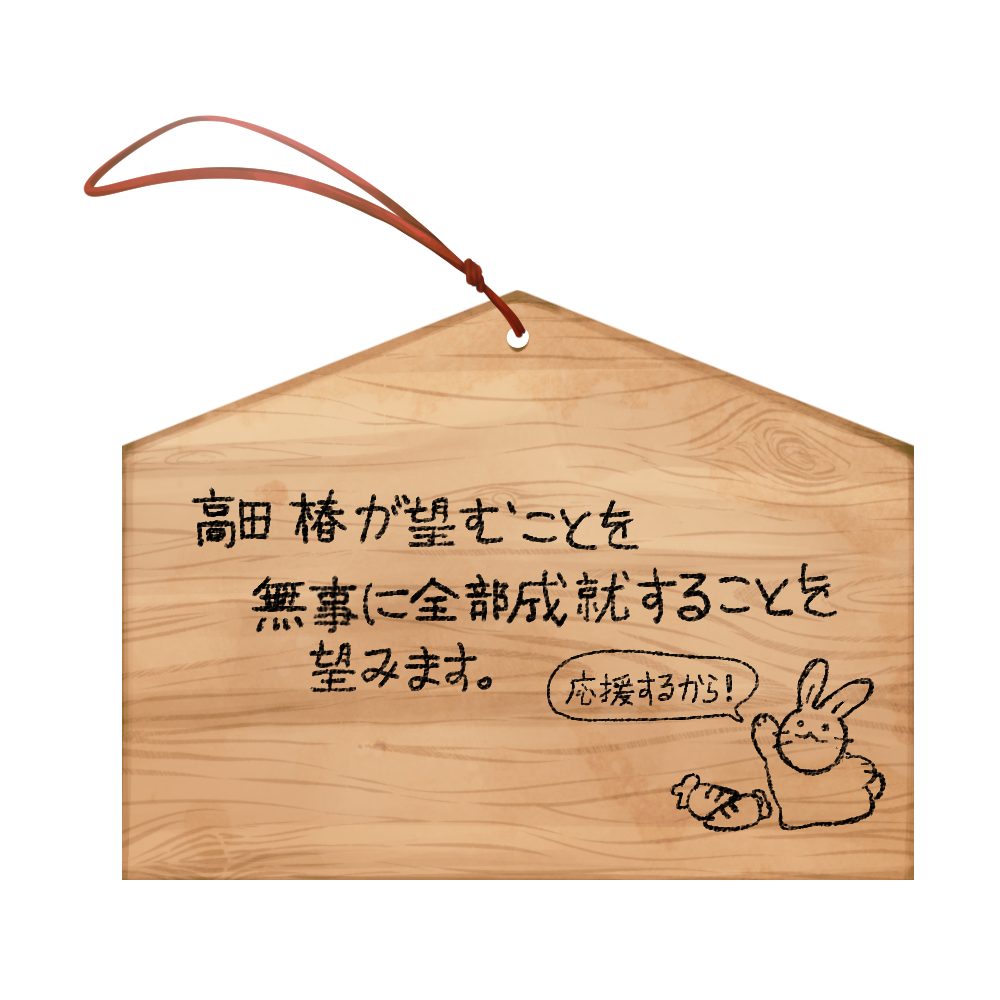 高田 椿が望むことを
無事に全部成就することを
望みます。
応援するから!